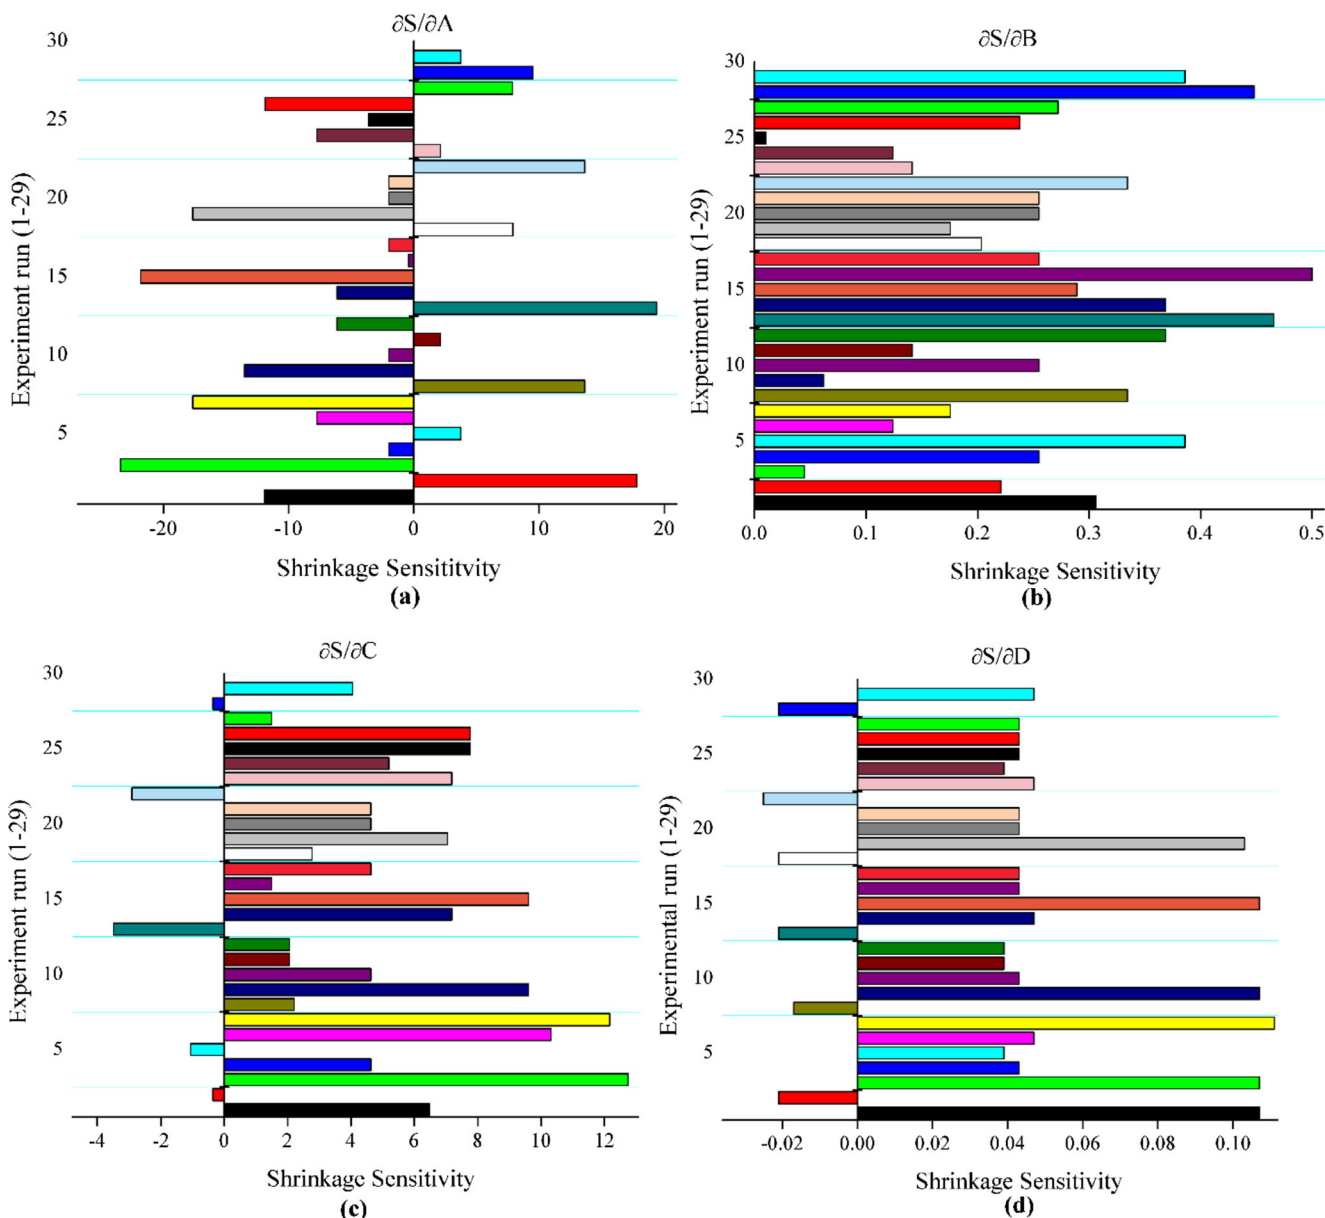 ∂S/∂A
30
25
20
15
10
5
Experiment run (1-29)
-20 -10 0 10 20
Shrinkage Sensititvity
(a)
∂S/∂B
30
25
20
15
10
5
Experiment run (1-29)
0.0 0.1 0.2 0.3 0.4 0.5
Shrinkage Sensitivity
(b)
∂S/∂C
30
25
20
15
10
5
Experiment run (1-29)
-4 -2 0 2 4 6 8 10 12
Shrinkage Sensitivity
(c)
∂S/∂D
30
25
20
15
10
5
Experimental run (1-29)
-0.02 0.00 0.02 0.04 0.06 0.08 0.10
Shrinkage Sensitivity
(d)